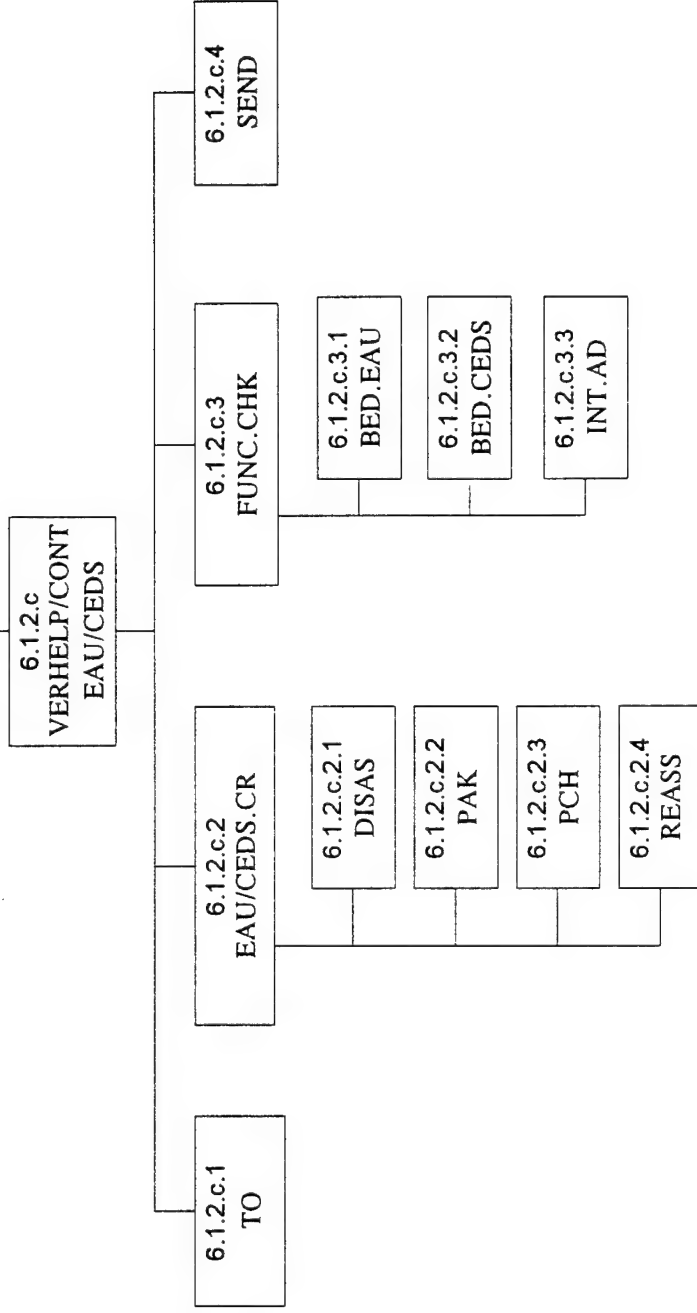 6.1.2.c
VERHELP/CONT
EAU/CEDS
6.1.2.c.1
TO
6.1.2.c.2
EAU/CEDS.CR
6.1.2.c.2.1
DISAS
6.1.2.c.2.2
PAK
6.1.2.c.2.3
PCH
6.1.2.c.2.4
REASS
6.1.2.c.3
FUNC.CHK
6.1.2.c.3.1
BED.EAU
6.1.2.c.3.2
BED.CEDS
6.1.2.c.3.3
INT.AD
6.1.2.c.4
SEND